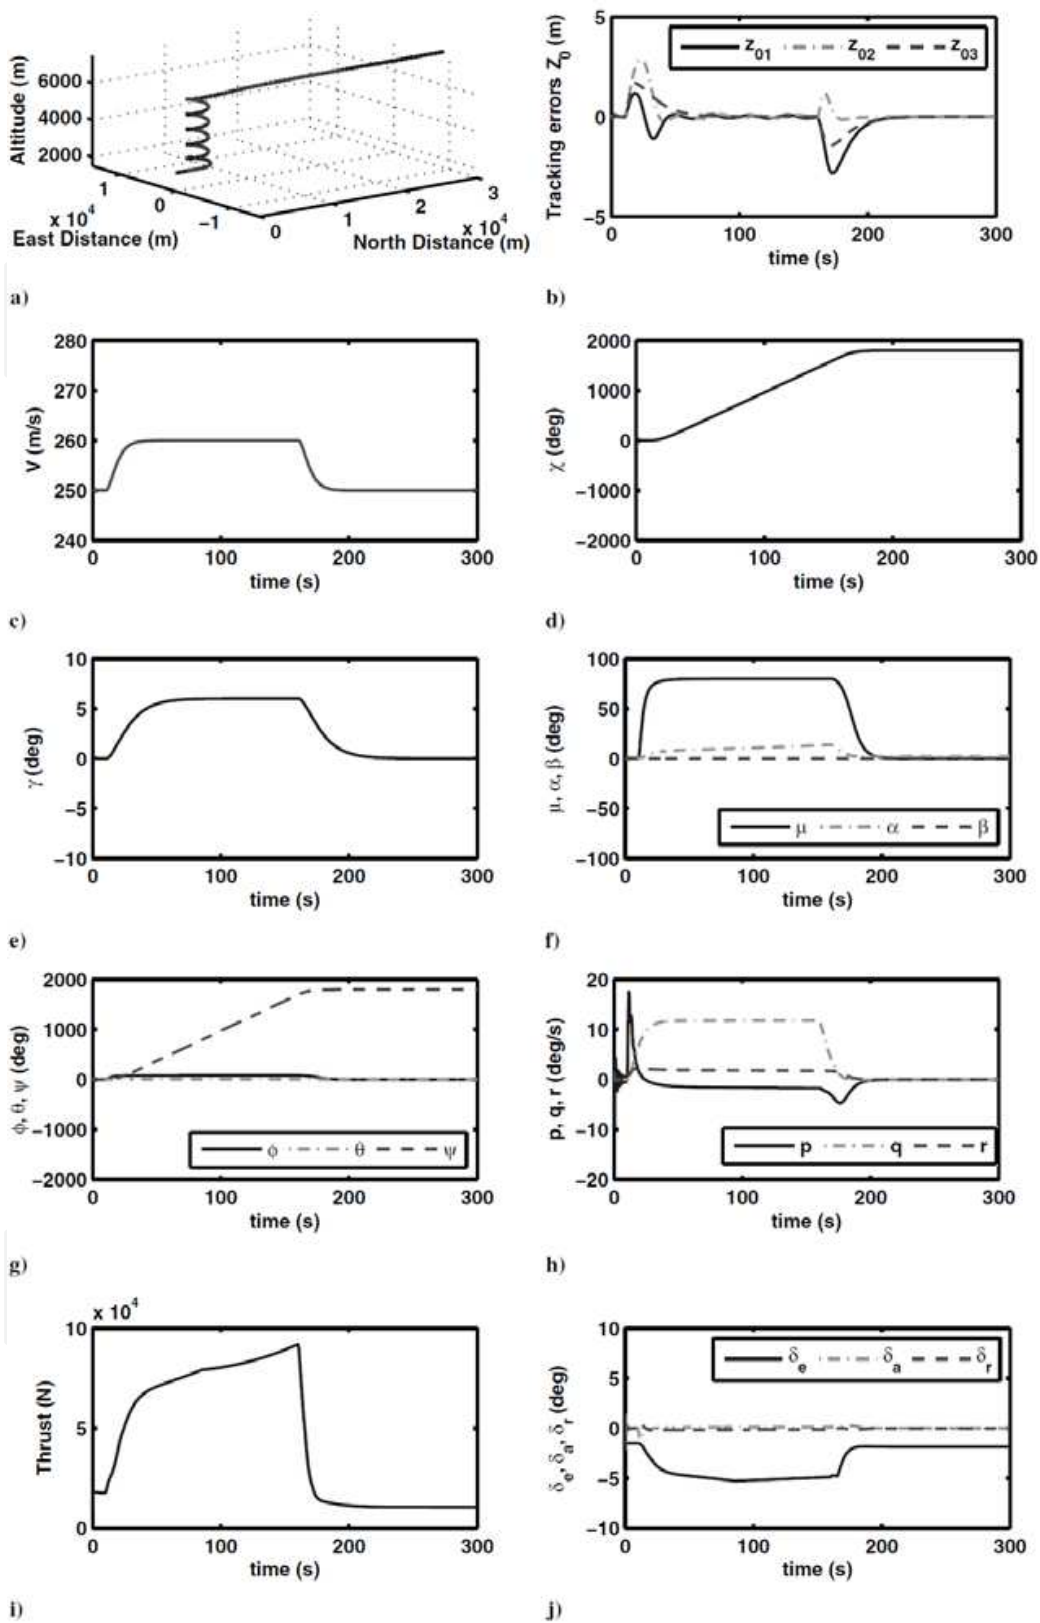 Altitude (m)
6000
4000
2000
1
0
−1
x 10^4
East Distance (m)
0
1
2
3
x 10^4
North Distance (m)
a)
Tracking errors Z_0 (m)
5
0
−5
z_01 z_02 z_03
0 100 200 300
time (s)
b)
V (m/s)
280
270
260
250
240
0 100 200 300
time (s)
c)
χ (deg)
2000
1000
0
−1000
−2000
0 100 200 300
time (s)
d)
γ (deg)
10
5
0
−5
−10
0 100 200 300
time (s)
e)
μ, α, β (deg)
100
50
0
−50
−100
μ α β
0 100 200 300
time (s)
f)
ϕ, θ, ψ (deg)
2000
1000
0
−1000
−2000
ϕ θ ψ
0 100 200 300
time (s)
g)
p, q, r (deg/s)
20
10
0
−10
−20
p q r
0 100 200 300
time (s)
h)
x 10^4
Thrust (N)
10
5
0
0 100 200 300
time (s)
i)
δ_e, δ_a, δ_r (deg)
10
5
0
−5
−10
δ_e δ_a δ_r
0 100 200 300
time (s)
j)